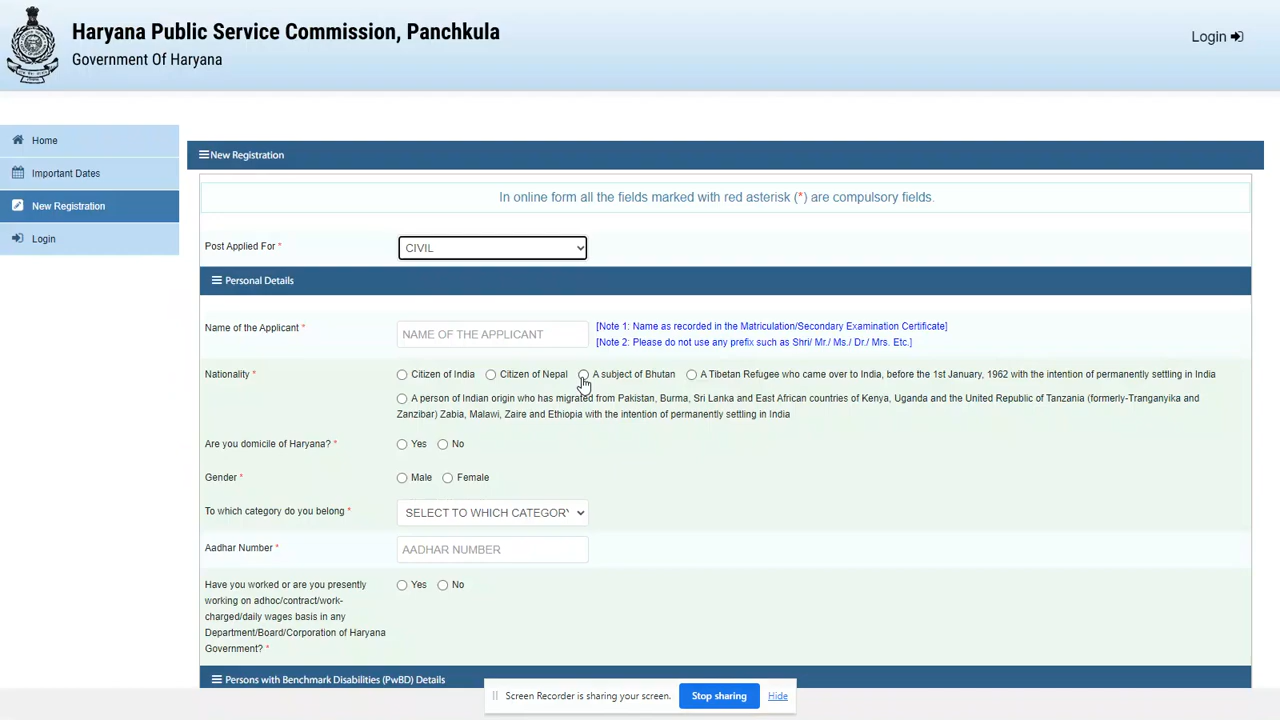 Haryana Public Service Commission, Panchkula
Government Of Haryana
Login
Home
Important Dates
New Registration
Login
New Registration
In online form all the fields marked with red asterisk (*) are compulsory fields.
Post Applied For *
CIVIL
Personal Details
Name of the Applicant *
NAME OF THE APPLICANT
[Note 1: Name as recorded in the Matriculation/Secondary Examination Certificate]
[Note 2: Please do not use any prefix such as Shri/ Mr./ Ms./ Dr./ Mrs. Etc.]
Nationality *
Citizen of India Citizen of Nepal A subject of Bhutan A Tibetan Refugee who came over to India, before the 1st January, 1962 with the intention of permanently settling in India
A person of Indian origin who has migrated from Pakistan, Burma, Sri Lanka and East African countries of Kenya, Uganda and the United Republic of Tanzania (formerly-Tranganyika and
Zanzibar) Zabia, Malawi, Zaire and Ethiopia with the intention of permanently settling in India
Are you domicile of Haryana? *
Yes No
Gender *
Male Female
To which category do you belong *
SELECT TO WHICH CATEGORY
Aadhar Number *
AADHAR NUMBER
Have you worked or are you presently
working on adhoc/contract/work-
charged/daily wages basis in any
Department/Board/Corporation of Haryana
Government? *
Yes No
Persons with Benchmark Disabilities (PwBD) Details
Screen Recorder is sharing your screen.
Stop sharing
Hide